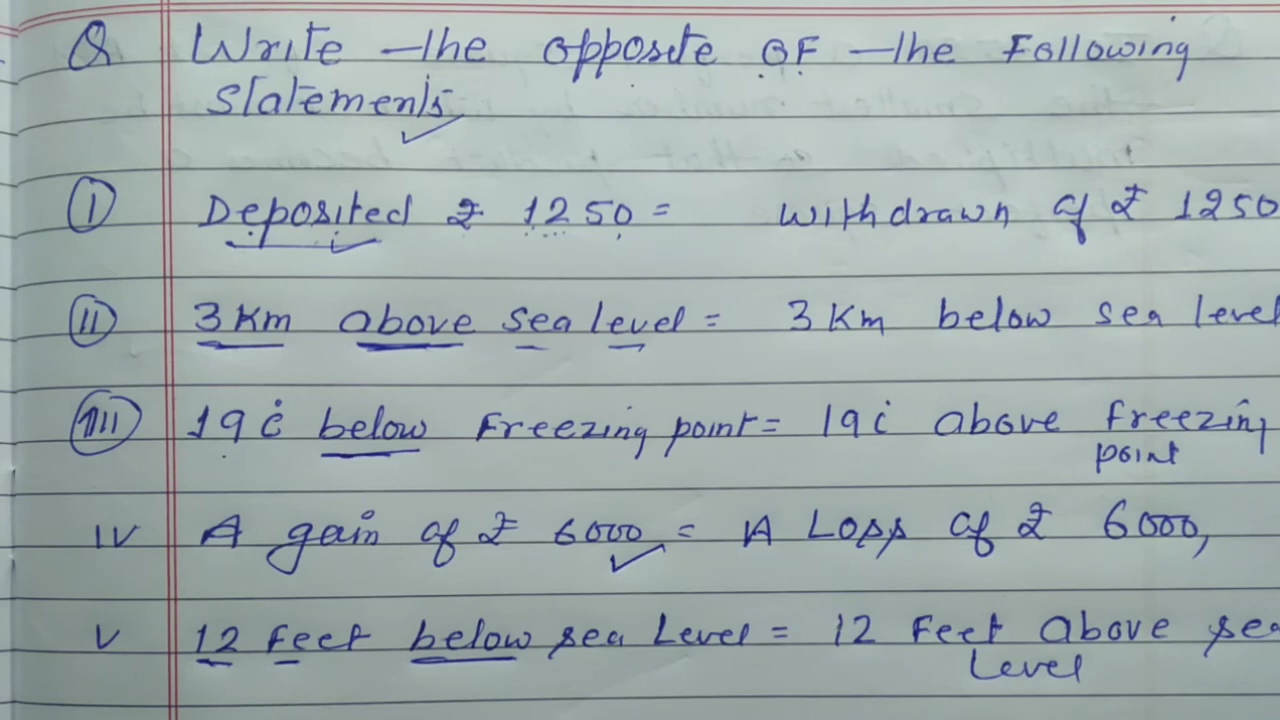 Q Write the opposite OF the Following
Statements
(i) Deposited ₹ 1250 = Withdrawn of ₹ 1250
(ii) 3 Km above sea level = 3 Km below sea level
(iii) 19 c below Freezing point = 19 c above freezing
point
iv A gain of ₹ 6000 = A Loss of ₹ 6000,
v 12 Feet below sea Level = 12 Feet above sea
Level